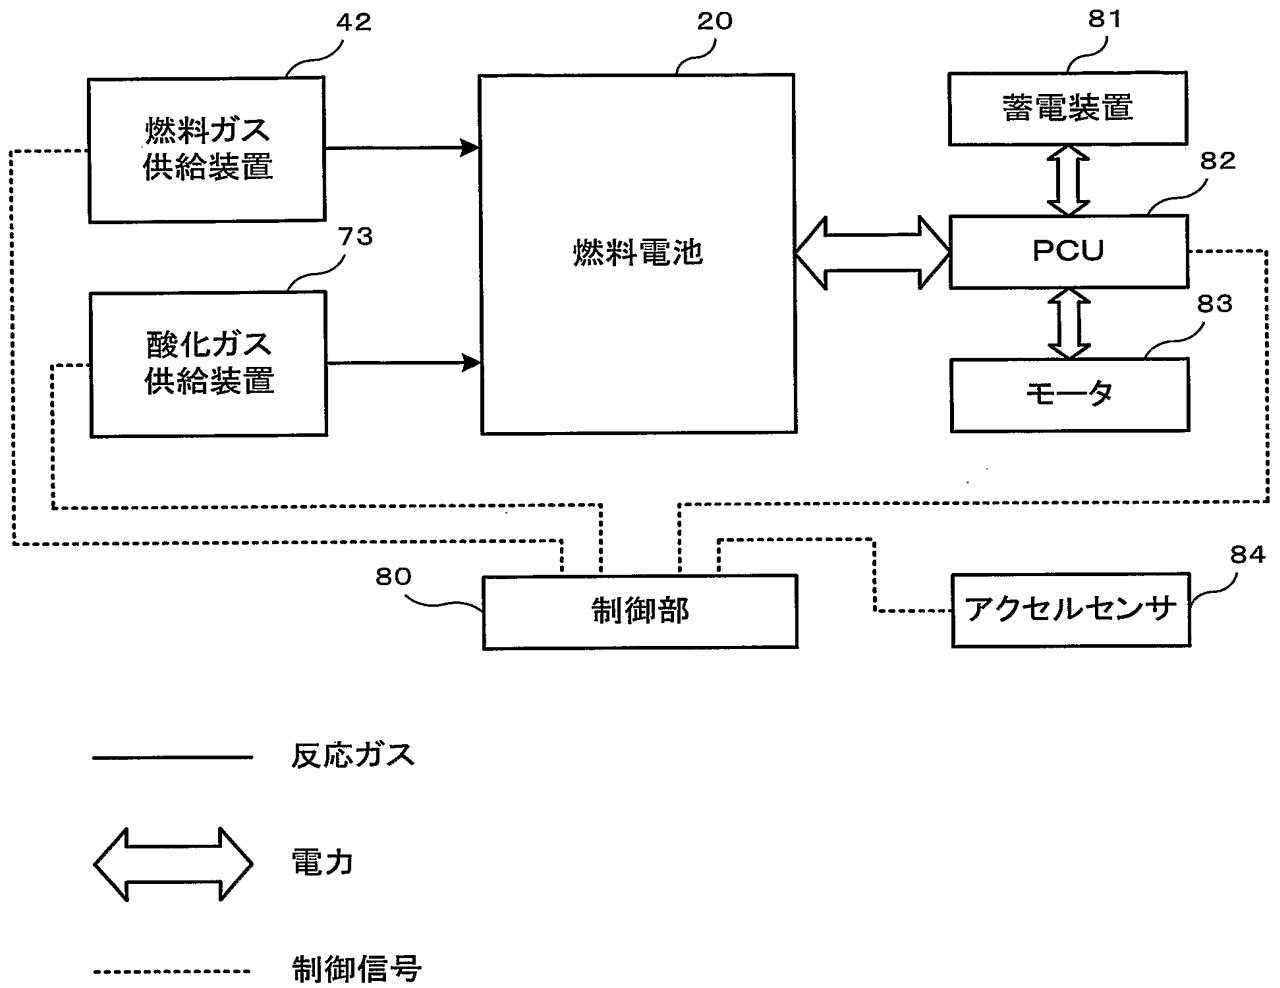 42
20
81
燃料ガス
供給装置
蓄電装置
82
73
燃料電池
PCU
83
酸化ガス
供給装置
モータ
80
84
制御部
アクセルセンサ
反応ガス
電力
制御信号